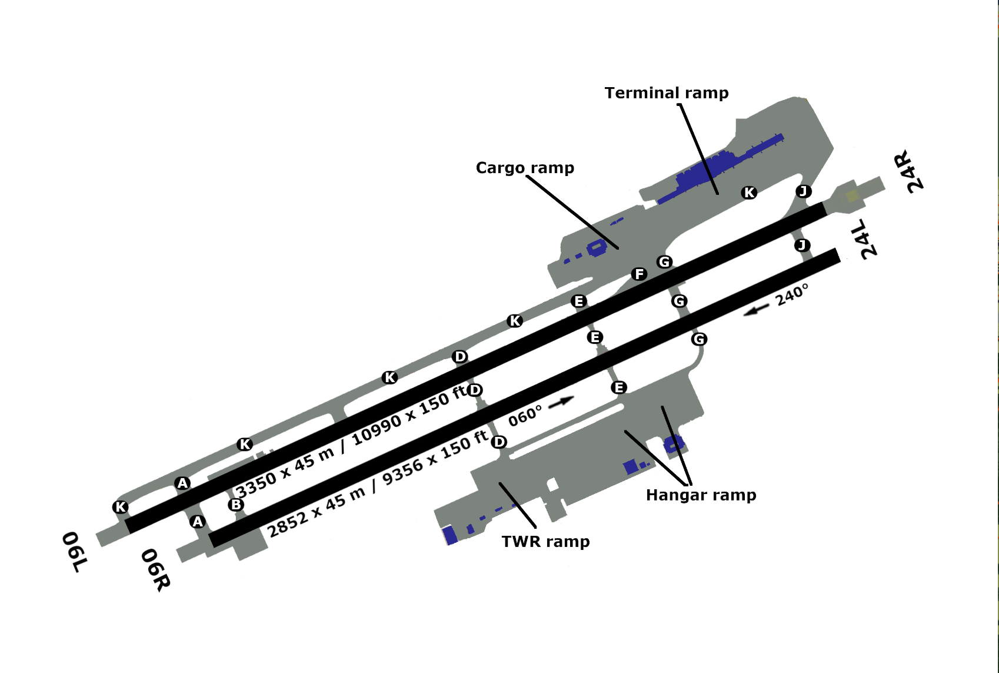 Terminal ramp
Cargo ramp
24R
K
J
24L
J
G
F
240°
E
G
K
E
G
D
K
D
E
060°
D
3350 x 45 m / 10990 x 150 ft
K
2852 x 45 m / 9356 x 150 ft
A
B
K
A
Hangar ramp
TWR ramp
06L
06R